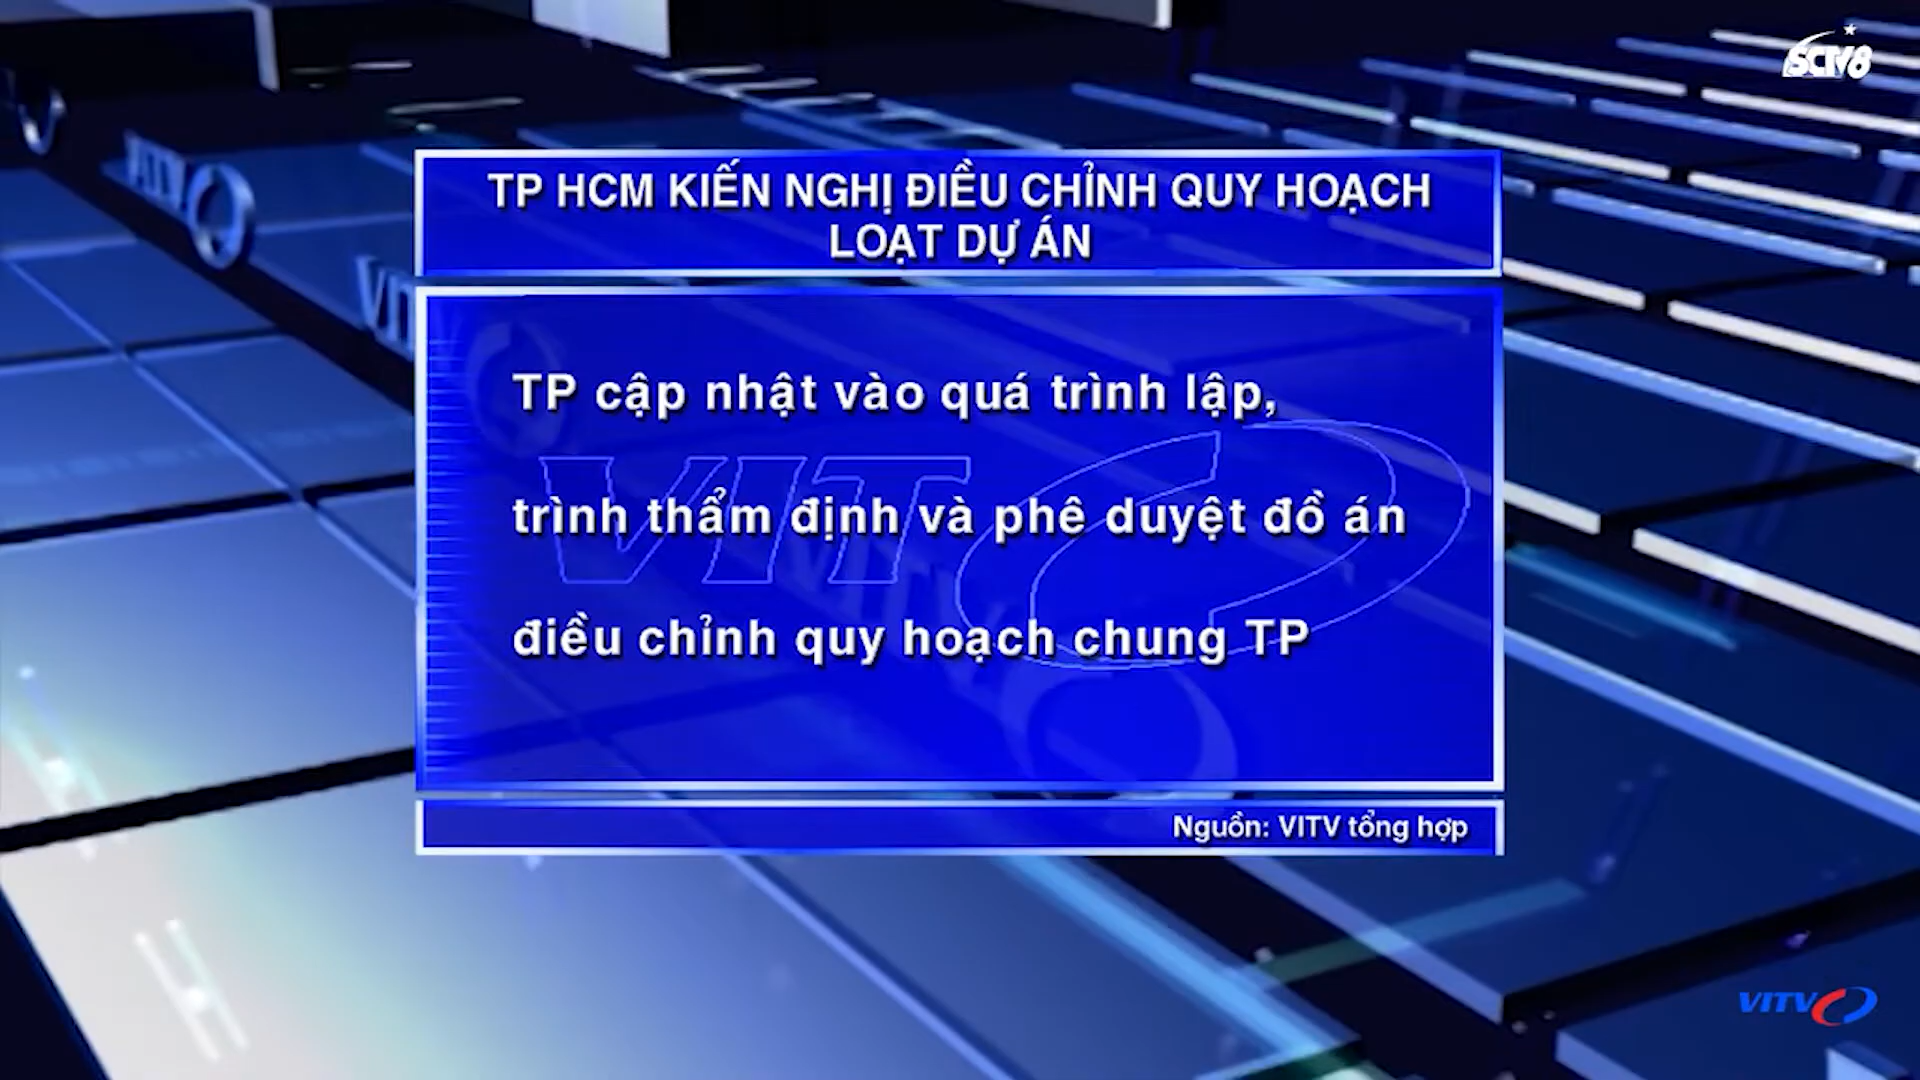 SCTV8
TP HCM KIẾN NGHỊ ĐIỀU CHỈNH QUY HOẠCH
LOẠT DỰ ÁN
TP cập nhật vào quá trình lập,
trình thẩm định và phê duyệt đồ án
điều chỉnh quy hoạch chung TP
Nguồn: VITV tổng hợp
VITV